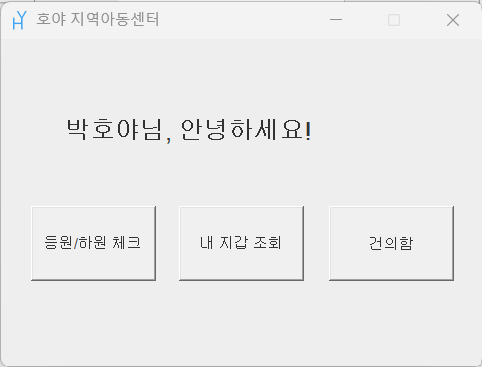 HY 호야 지역아동센터
박호야님, 안녕하세요!
등원/하원 체크 내 지갑 조회 건의함